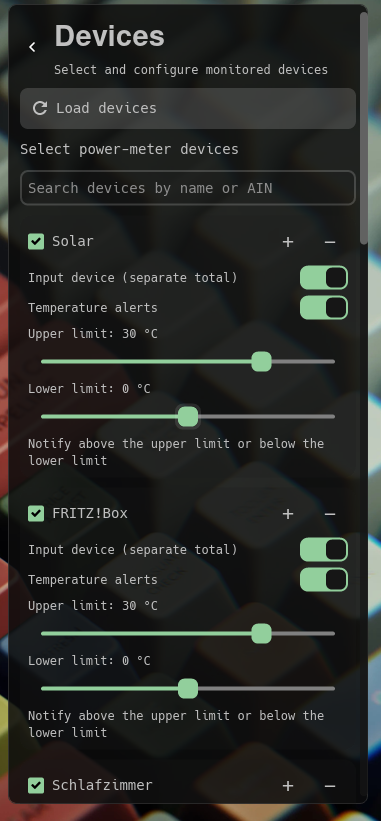 Devices
Select and configure monitored devices
Load devices
Select power-meter devices
Search devices by name or AIN
Solar + −
Input device (separate total)
Temperature alerts
Upper limit: 30 °C
Lower limit: 0 °C
Notify above the upper limit or below the
lower limit
FRITZ!Box + −
Input device (separate total)
Temperature alerts
Upper limit: 30 °C
Lower limit: 0 °C
Notify above the upper limit or below the
lower limit
Schlafzimmer + −